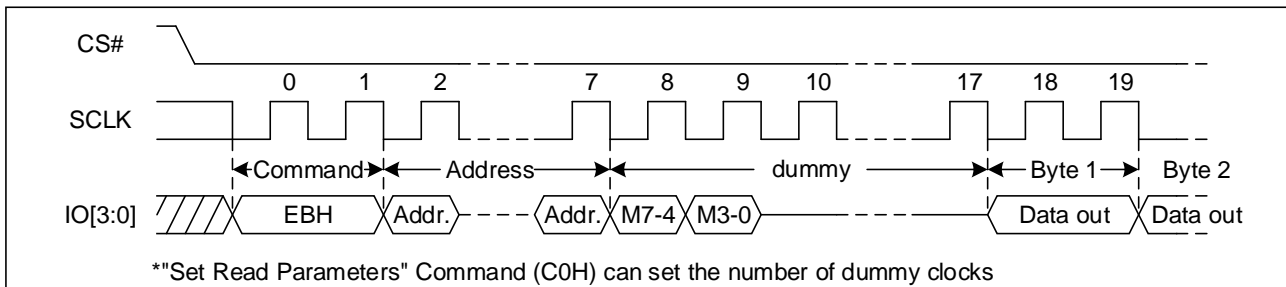 CS#
0 1 2 7 8 9 10 17 18 19
SCLK
Command Address dummy Byte 1 Byte 2
IO[3:0] EBH Addr. Addr. M7-4 M3-0 Data out Data out
*"Set Read Parameters" Command (C0H) can set the number of dummy clocks